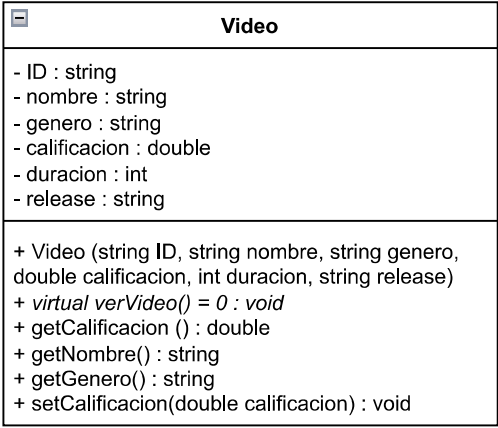 Video
- ID : string
- nombre : string
- genero : string
- calificacion : double
- duracion : int
- release : string
+ Video (string ID, string nombre, string genero,
double calificacion, int duracion, string release)
+ virtual verVideo() = 0 : void
+ getCalificacion () : double
+ getNombre() : string
+ getGenero() : string
+ setCalificacion(double calificacion) : void